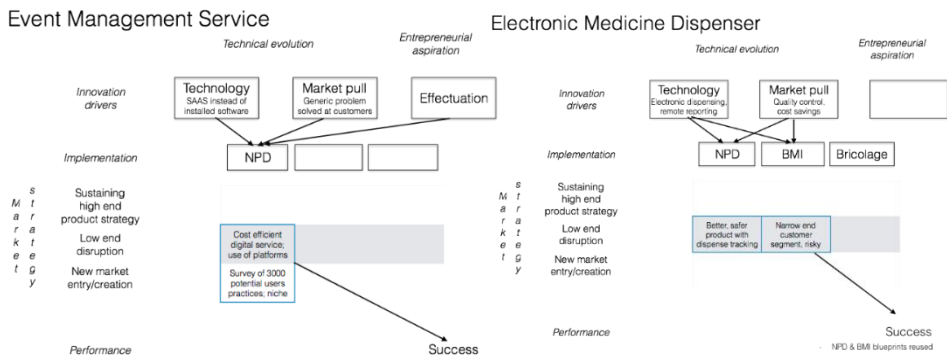 Event Management Service
Technical evolution
Entrepreneurial
aspiration
Innovation
drivers
Technology
SAAS instead of
installed software
Market pull
Generic problem
solved at customers
Effectuation
Implementation
NPD
Market
strategy
Sustaining
high end
product strategy
Low end
disruption
New market
entry/creation
Cost efficient
digital service;
use of platforms
Survey of 3000
potential users
practices; niche
Performance
Success
Electronic Medicine Dispenser
Technical evolution
Entrepreneurial
aspiration
Innovation
drivers
Technology
Electronic dispensing,
remote reporting
Market pull
Quality control,
cost savings
Implementation
NPD
BMI
Bricolage
Market
strategy
Sustaining
high end
product strategy
Low end
disruption
New market
entry/creation
Better, safer
product with
dispense tracking
Narrow end
customer
segment, risky
Performance
Success
- NPD & BMI blueprints reused